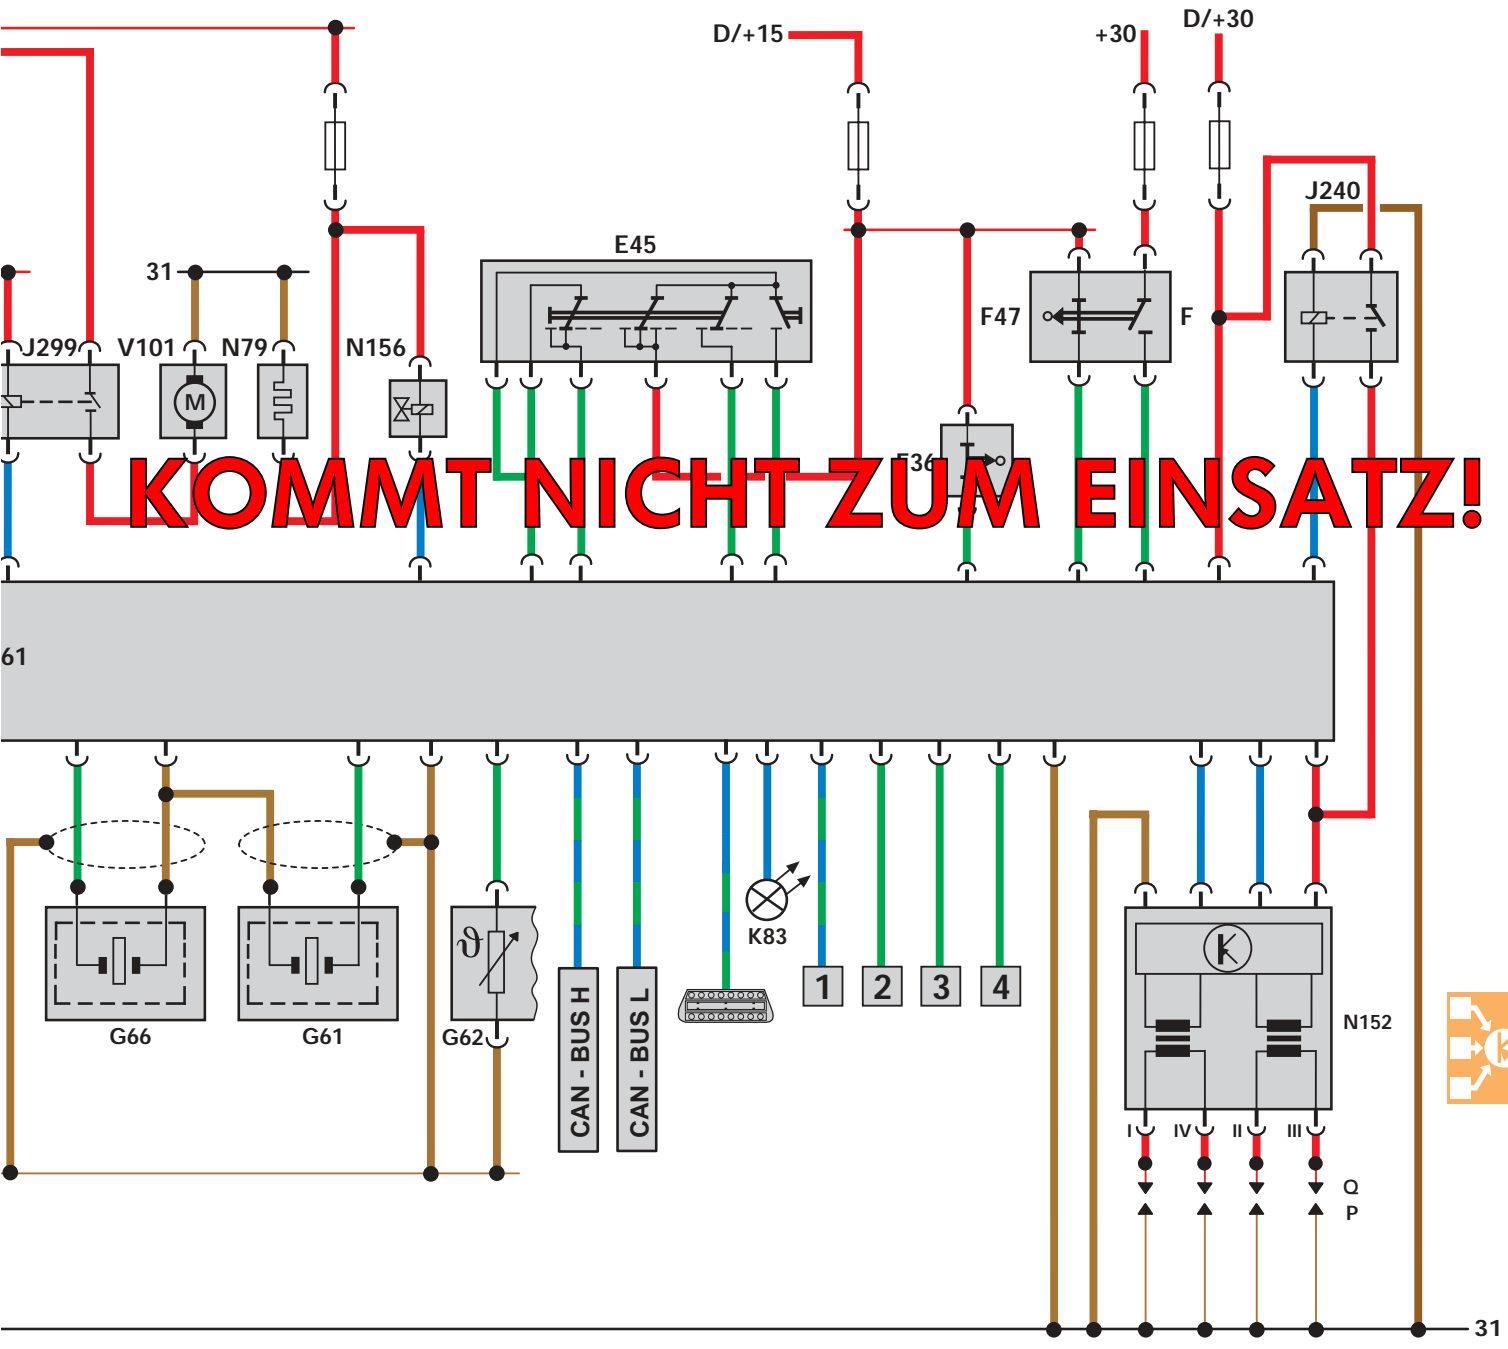 D/+30
D/+15
+30
J240
E45
31
F47
F
J299
V101
N79
N156
M
F36
KOMMT NICHT ZUM EINSATZ!
61
ϑ
K83
1
2
3
4
CAN - BUS H
CAN - BUS L
G66
G61
G62
N152
I
IV
II
III
Q
P
31